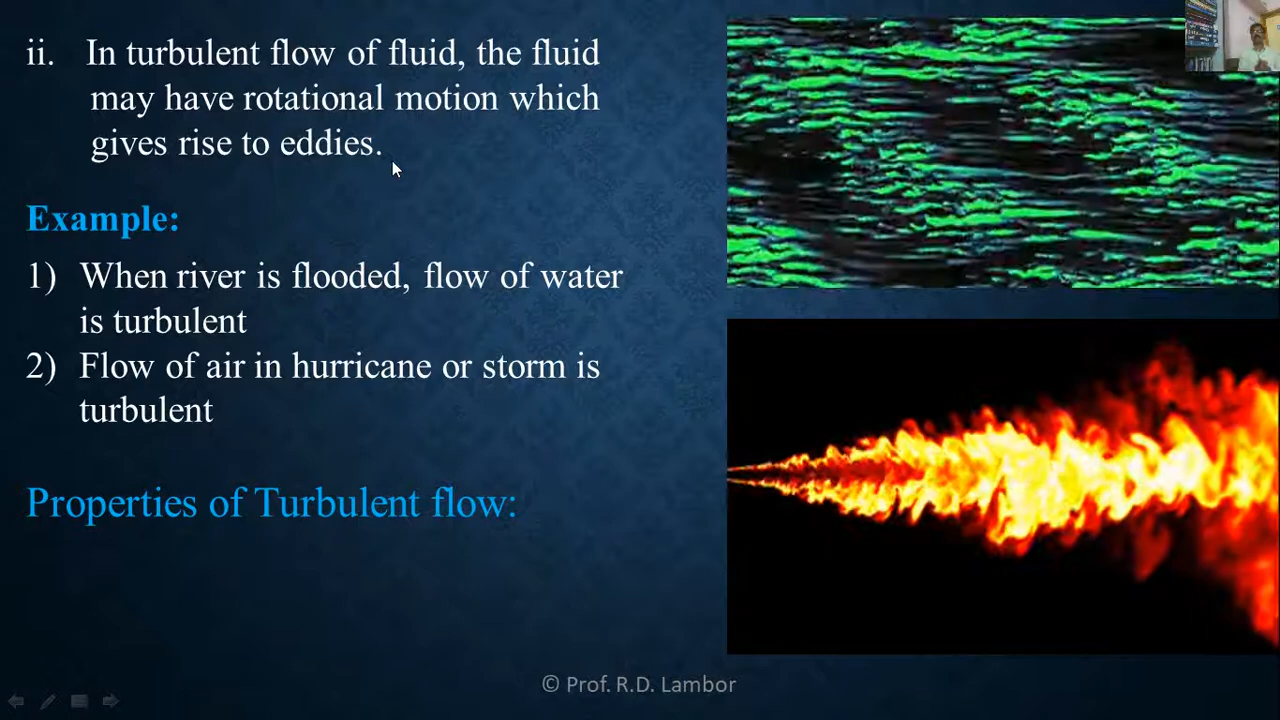 ii. In turbulent flow of fluid, the fluid
may have rotational motion which
gives rise to eddies.
Example:
1) When river is flooded, flow of water
is turbulent
2) Flow of air in hurricane or storm is
turbulent
Properties of Turbulent flow:
© Prof. R.D. Lambor